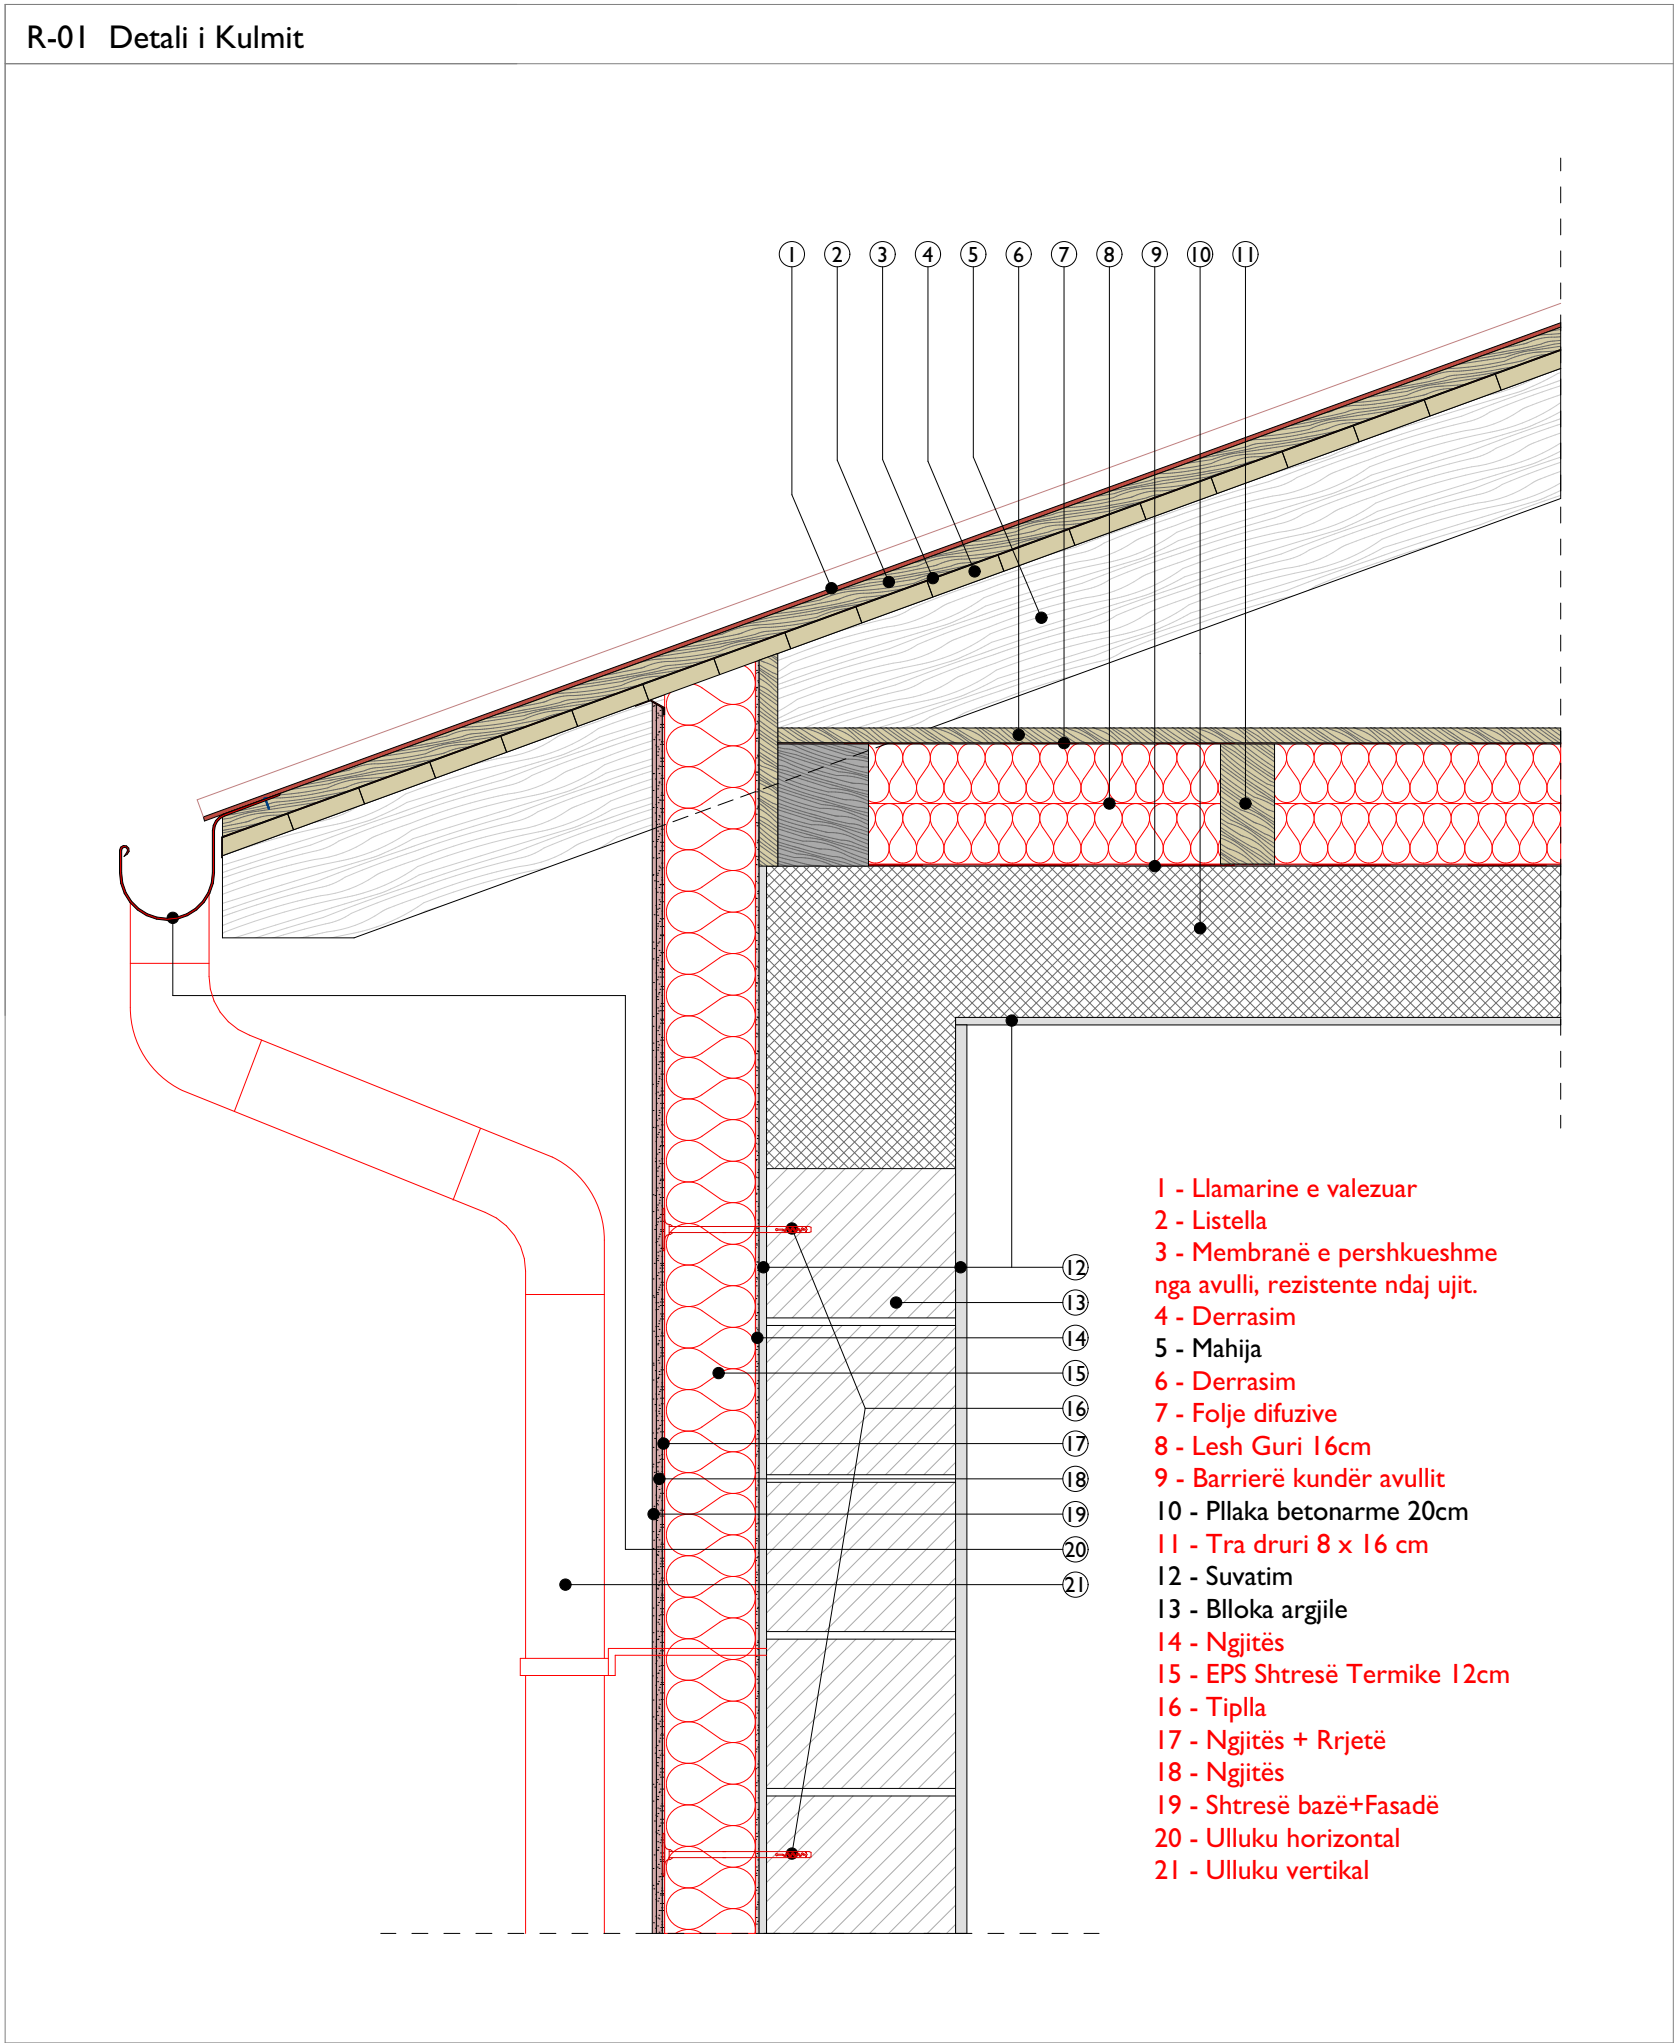 R-01 Detali i Kulmit
1 2 3 4 5 6 7 8 9 10 11
12
13
14
15
16
17
18
19
20
21
1 - Llamarine e valezuar
2 - Listella
3 - Membranë e pershkueshme
nga avulli, rezistente ndaj ujit.
4 - Derrasim
5 - Mahija
6 - Derrasim
7 - Folje difuzive
8 - Lesh Guri 16cm
9 - Barrierë kundër avullit
10 - Pllaka betonarme 20cm
11 - Tra druri 8 x 16 cm
12 - Suvatim
13 - Blloka argjile
14 - Ngjitës
15 - EPS Shtresë Termike 12cm
16 - Tiplla
17 - Ngjitës + Rrjetë
18 - Ngjitës
19 - Shtresë bazë+Fasadë
20 - Ulluku horizontal
21 - Ulluku vertikal